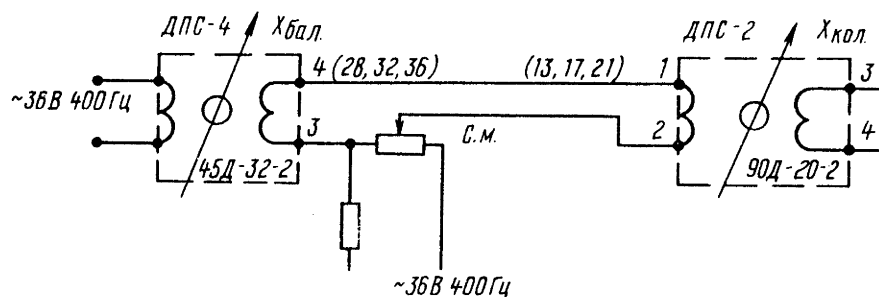 ДПС-4 Хбал.
ДПС-2 Хкол.
4 (28, 32, 36) (13, 17, 21) 1 3
~36В 400Гц
3 С.м. 2 4
45Д-32-2 90Д-20-2
~36В 400Гц